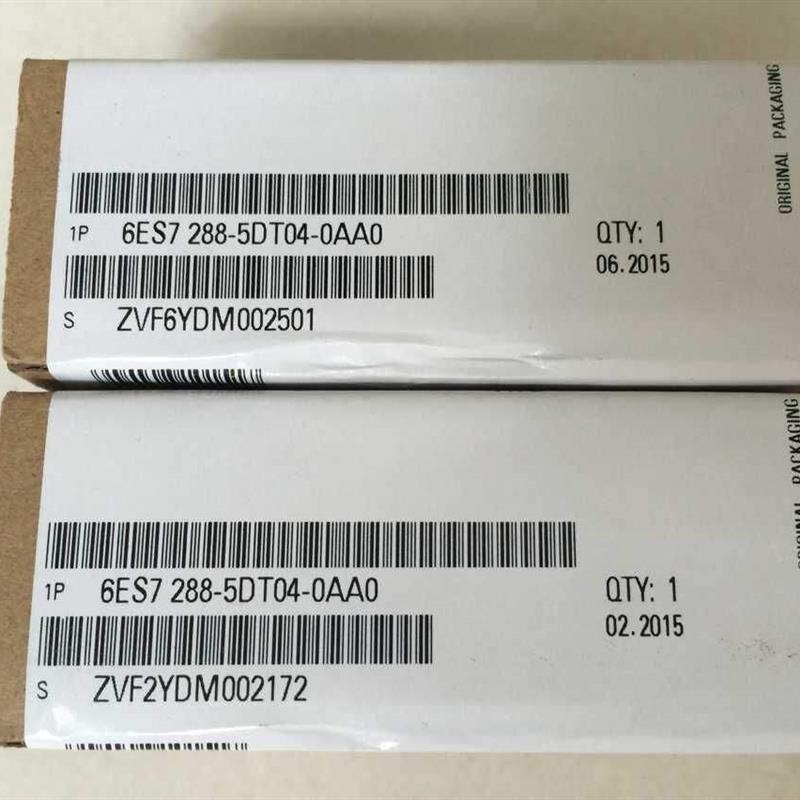 ORIGINAL PACKAGING
1P 6ES7 288-5DT04-0AA0 QTY: 1
06.2015
S ZVF6YDM002501
ORIGINAL PACKAGING
1P 6ES7 288-5DT04-0AA0 QTY: 1
02.2015
S ZVF2YDM002172